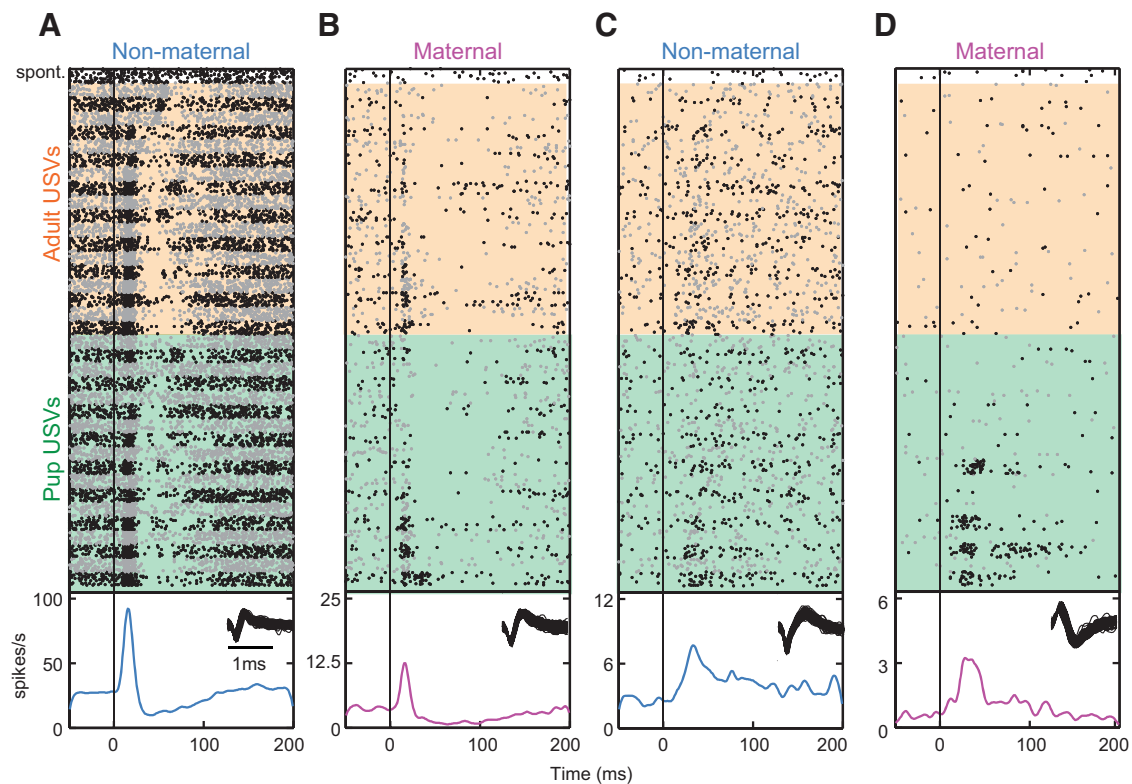 A B C D
Non-maternal Maternal Non-maternal Maternal
spont.
Adult USVs
Pup USVs
100 25 12 6
1ms
50 12.5 6 3
spikes/s
0 0 0 0
0 100 200 0 100 200 0 100 200 0 100 200
Time (ms)